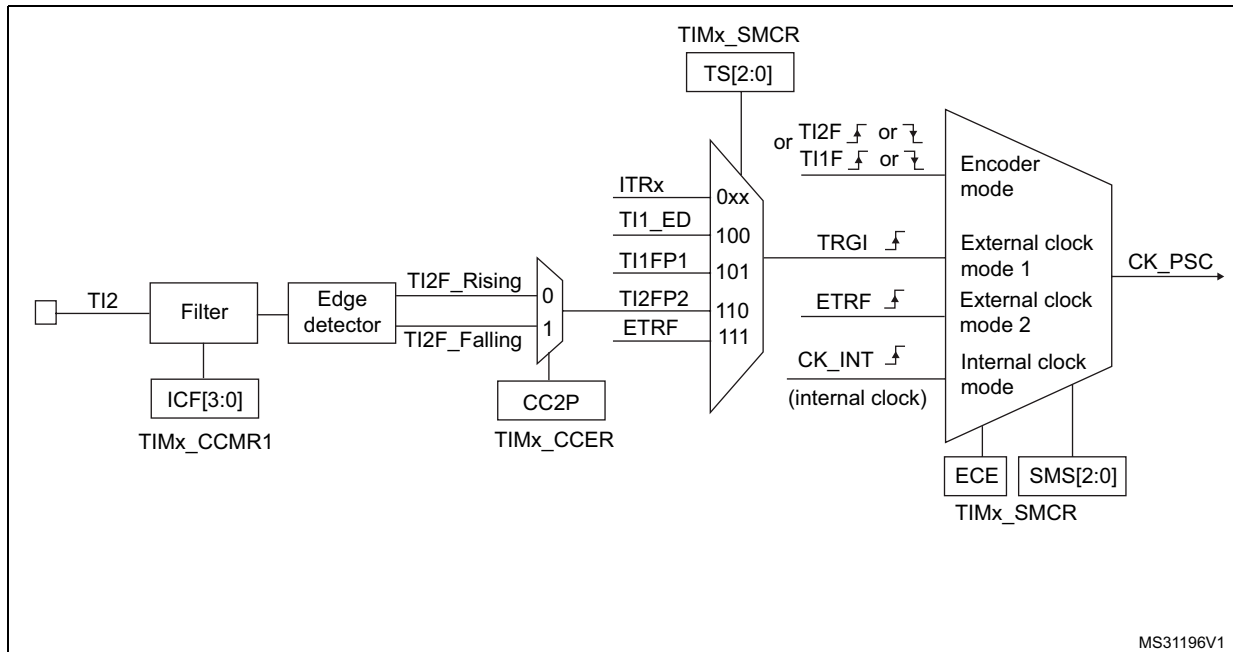 TIMx_SMCR
TS[2:0]
or TI2F or
TI1F or
Encoder
mode
ITRx
0xx
TI1_ED
100
TRGI
External clock
mode 1
CK_PSC
TI1FP1
101
TI2F_Rising
0
TI2
Filter
Edge
detector
TI2FP2
110
ETRF
External clock
mode 2
TI2F_Falling
1
ETRF
111
CK_INT
Internal clock
mode
(internal clock)
ICF[3:0]
CC2P
TIMx_CCMR1
TIMx_CCER
ECE
SMS[2:0]
TIMx_SMCR
MS31196V1